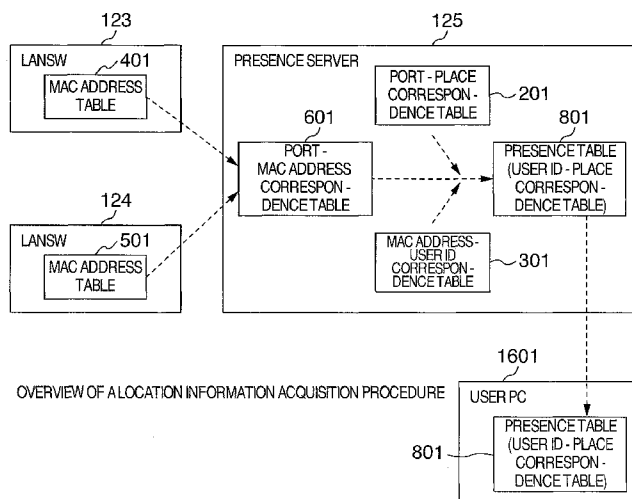 123
LANSW
401
MAC ADDRESS
TABLE
124
LANSW
501
MAC ADDRESS
TABLE
125
PRESENCE SERVER
PORT - PLACE
CORRESPON -
DENCE TABLE
201
601
PORT -
MAC ADDRESS
CORRESPON -
DENCE TABLE
801
PRESENCE TABLE
(USER ID - PLACE
CORRESPON -
DENCE TABLE)
MAC ADDRESS -
USER ID
CORRESPON -
DENCE TABLE
301
OVERVIEW OF A LOCATION INFORMATION ACQUISITION PROCEDURE
1601
USER PC
801
PRESENCE TABLE
(USER ID - PLACE
CORRESPON -
DENCE TABLE)